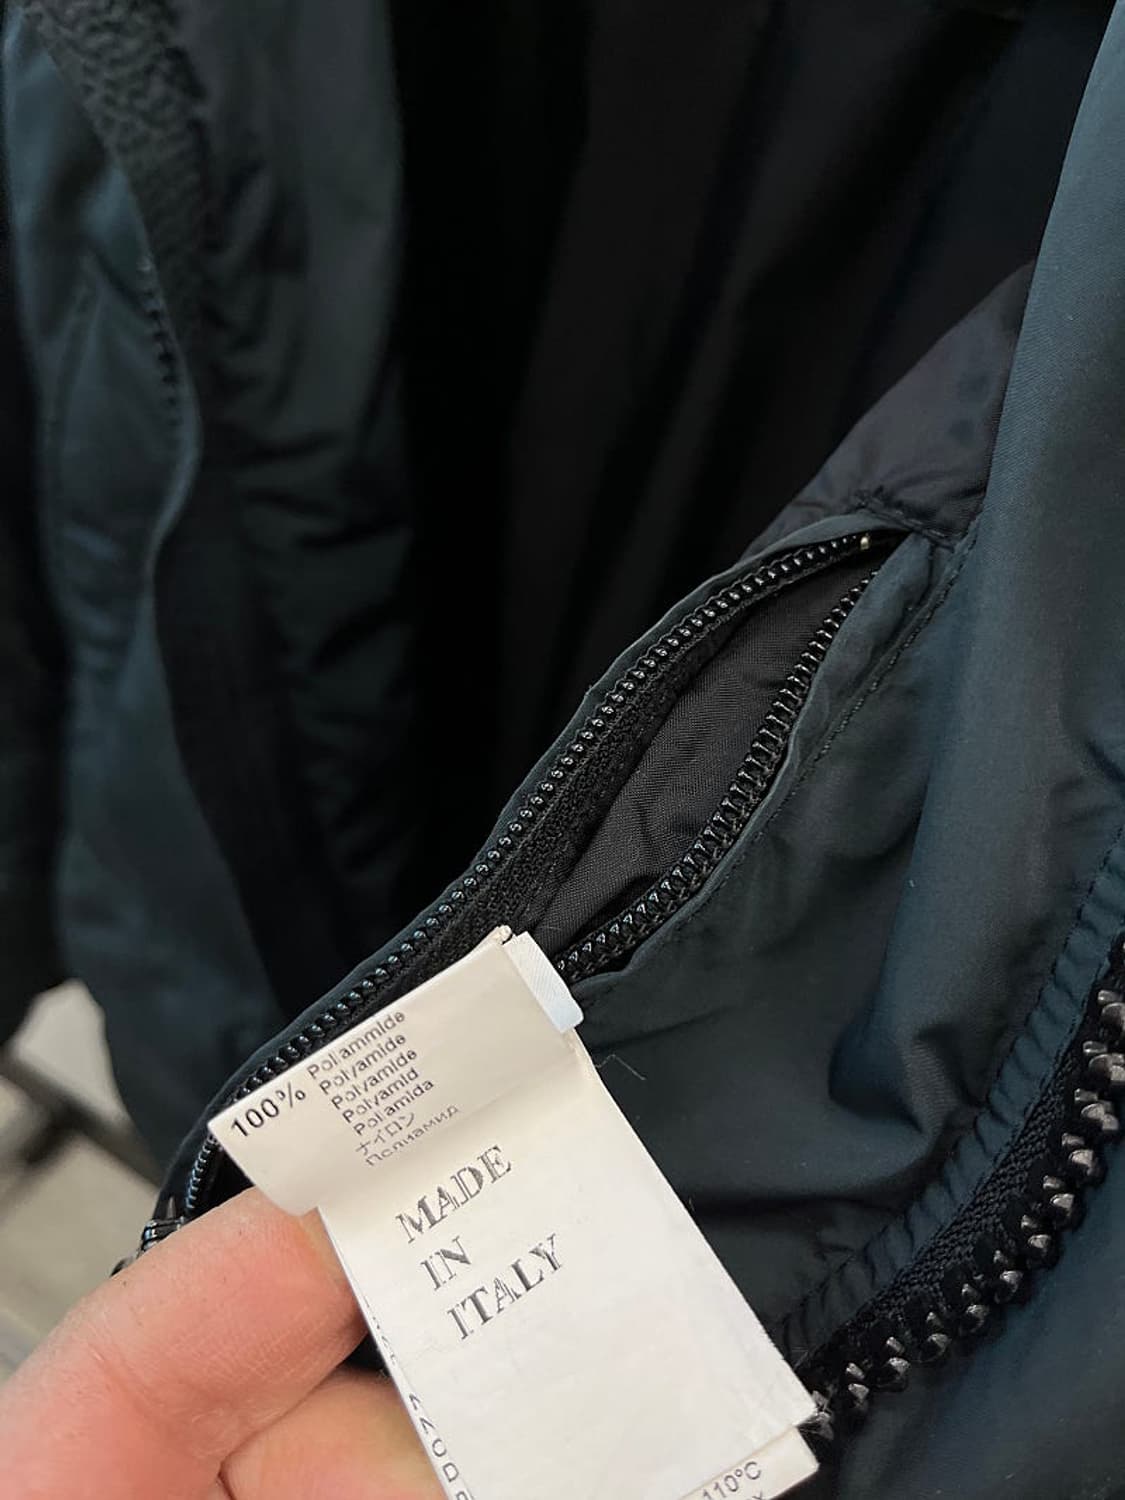 100% Poliammide
Polyamide
Polyamide
Polyamid
Poliamida
ナイロン
Полиамид
MADE
IN
ITALY
110°C